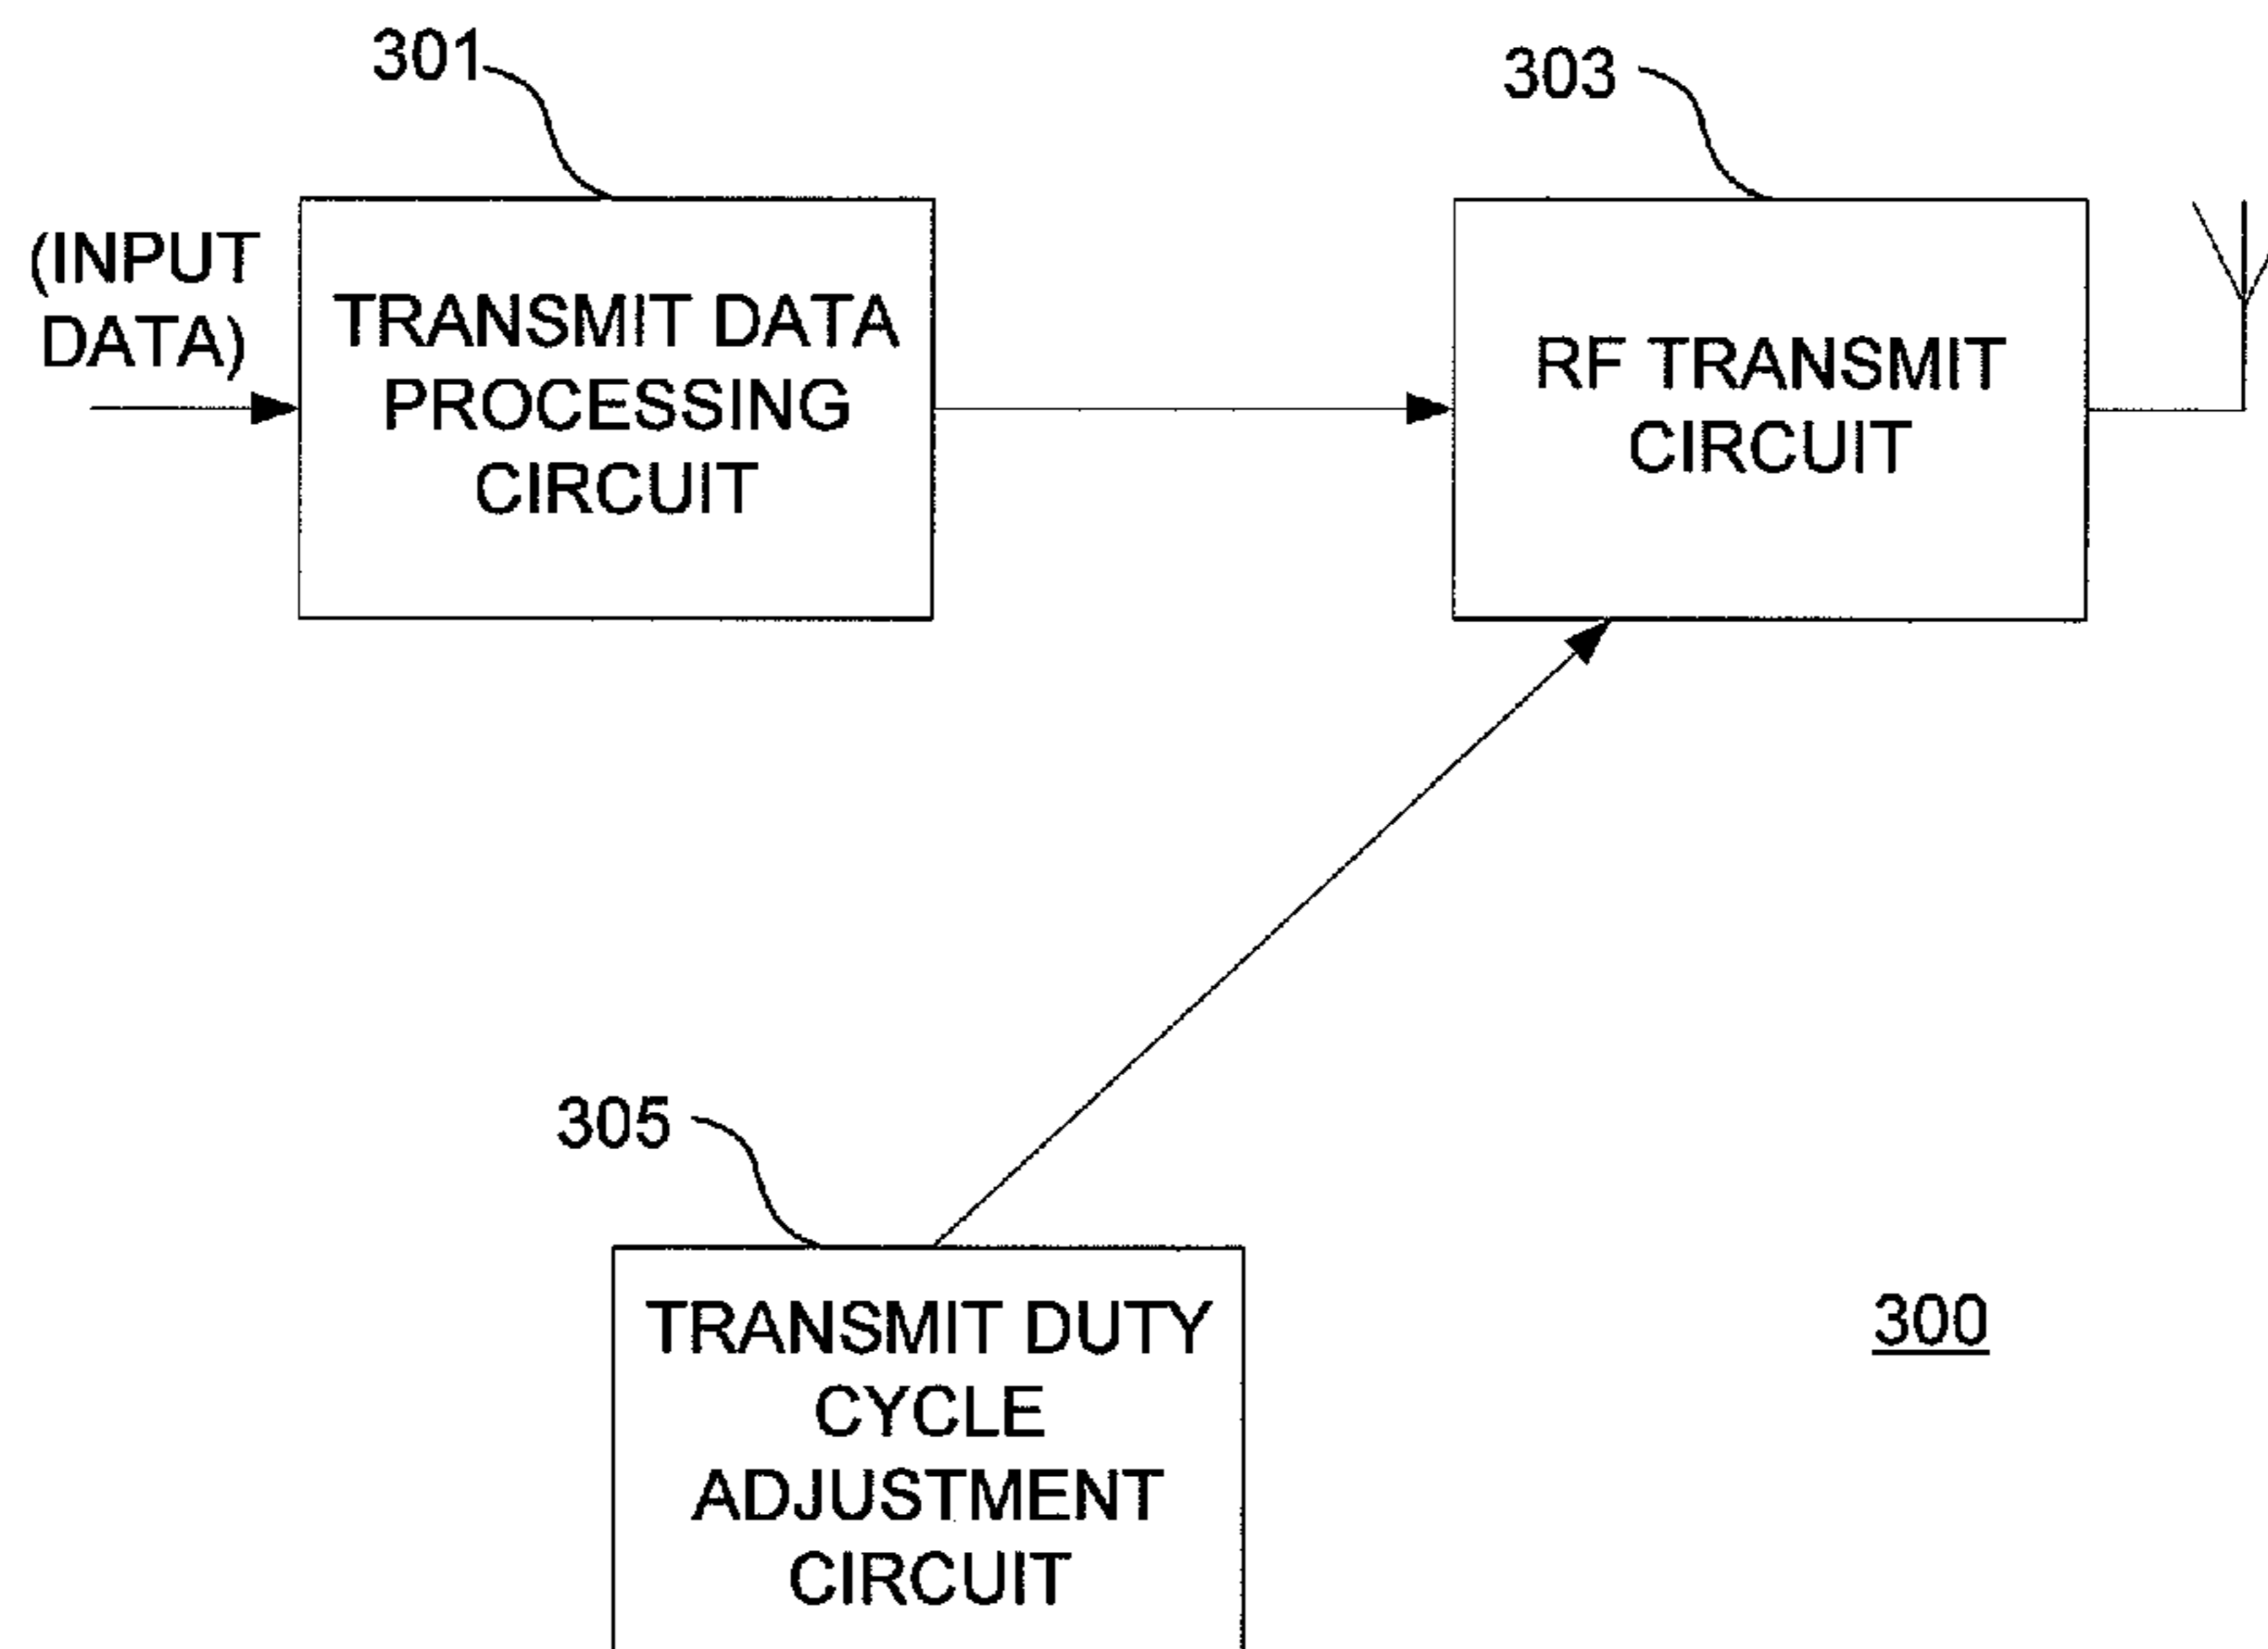 301
303
(INPUT
DATA)
TRANSMIT DATA
PROCESSING
CIRCUIT
RF TRANSMIT
CIRCUIT
305
TRANSMIT DUTY
CYCLE
ADJUSTMENT
CIRCUIT
300